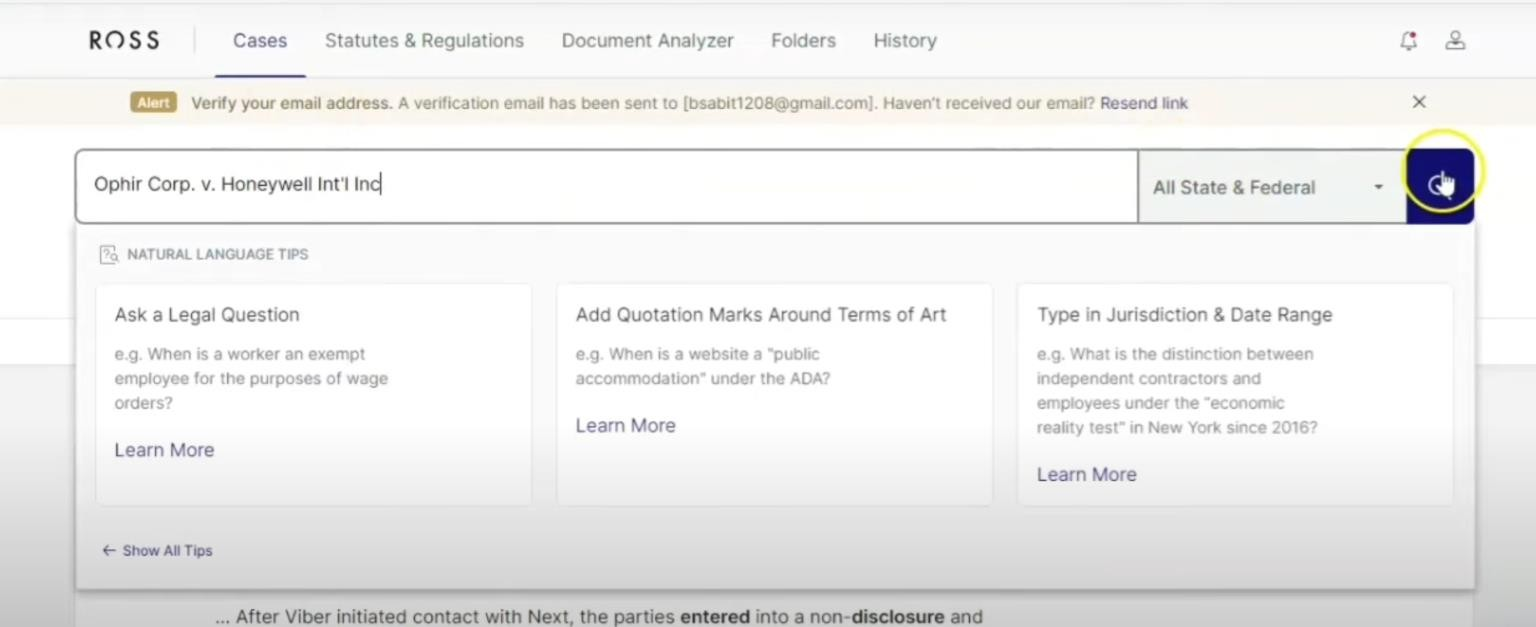 ROSS Cases Statutes & Regulations Document Analyzer Folders History
Alert Verify your email address. A verification email has been sent to [bsabit1208@gmail.com]. Haven't received our email? Resend link
Ophir Corp. v. Honeywell Int'l Inc
All State & Federal
NATURAL LANGUAGE TIPS
Ask a Legal Question
e.g. When is a worker an exempt
employee for the purposes of wage
orders?
Learn More
Add Quotation Marks Around Terms of Art
e.g. When is a website a "public
accommodation" under the ADA?
Learn More
Type in Jurisdiction & Date Range
e.g. What is the distinction between
independent contractors and
employees under the "economic
reality test" in New York since 2016?
Learn More
← Show All Tips
... After Viber initiated contact with Next, the parties entered into a non-disclosure and